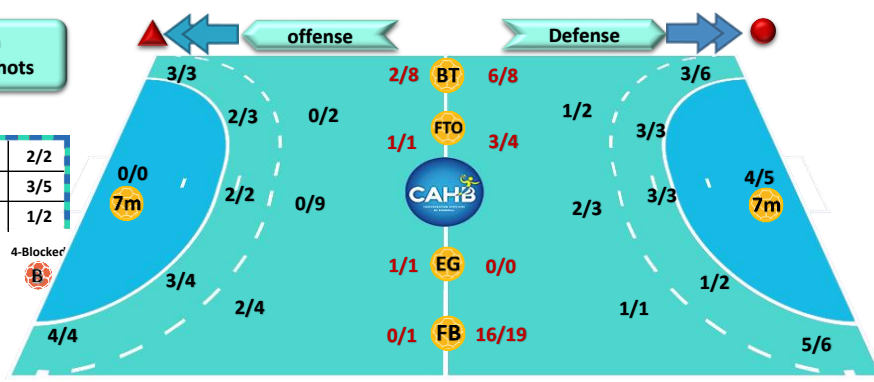 offense
Defense
hots
3/3
2/8 BT 6/8
3/6
2/3
0/2
1/2
1/1 FTO 3/4
3/3
2/2
3/5
1/2
0/0
7m
2/2
0/9
CAHB
2/3
3/3
4/5
7m
4-Blocked
B
3/4
1/1 EG 0/0
1/2
2/4
1/1
4/4
0/1 FB 16/19
5/6